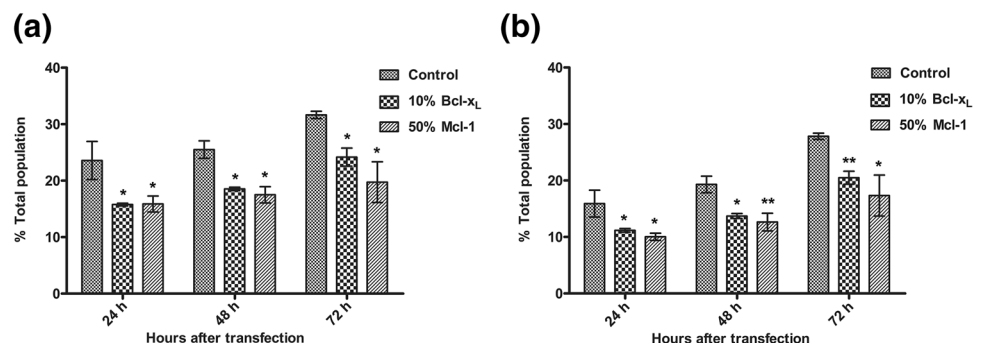 (a)
% Total population
40
30
20
10
0
Control
10% Bcl-xL
50% Mcl-1
* *
* *
* *
24 h 48 h 72 h
Hours after transfection
(b)
% Total population
40
30
20
10
0
Control
10% Bcl-xL
50% Mcl-1
* *
* **
** *
24 h 48 h 72 h
Hours after transfection